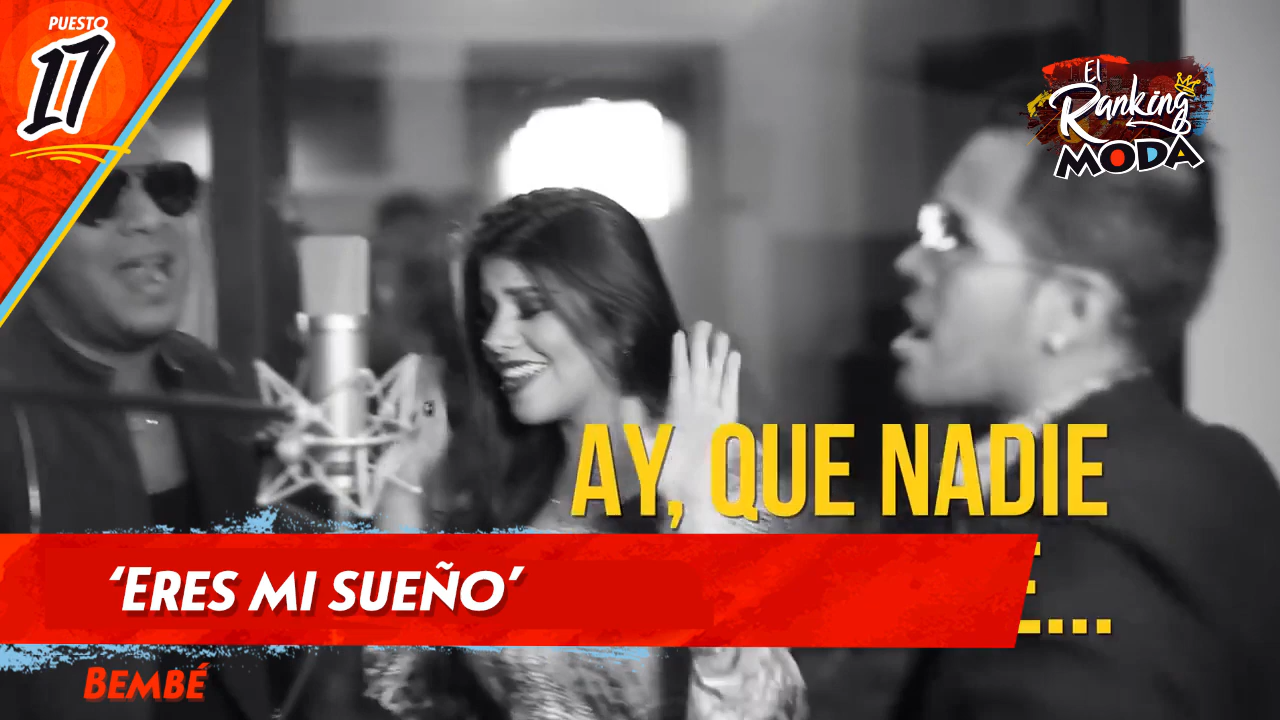 PUESTO
17
El
Ranking
MODA
AY, QUE NADIE
E...
‘ERES MI SUEÑO’
BEMBÉ